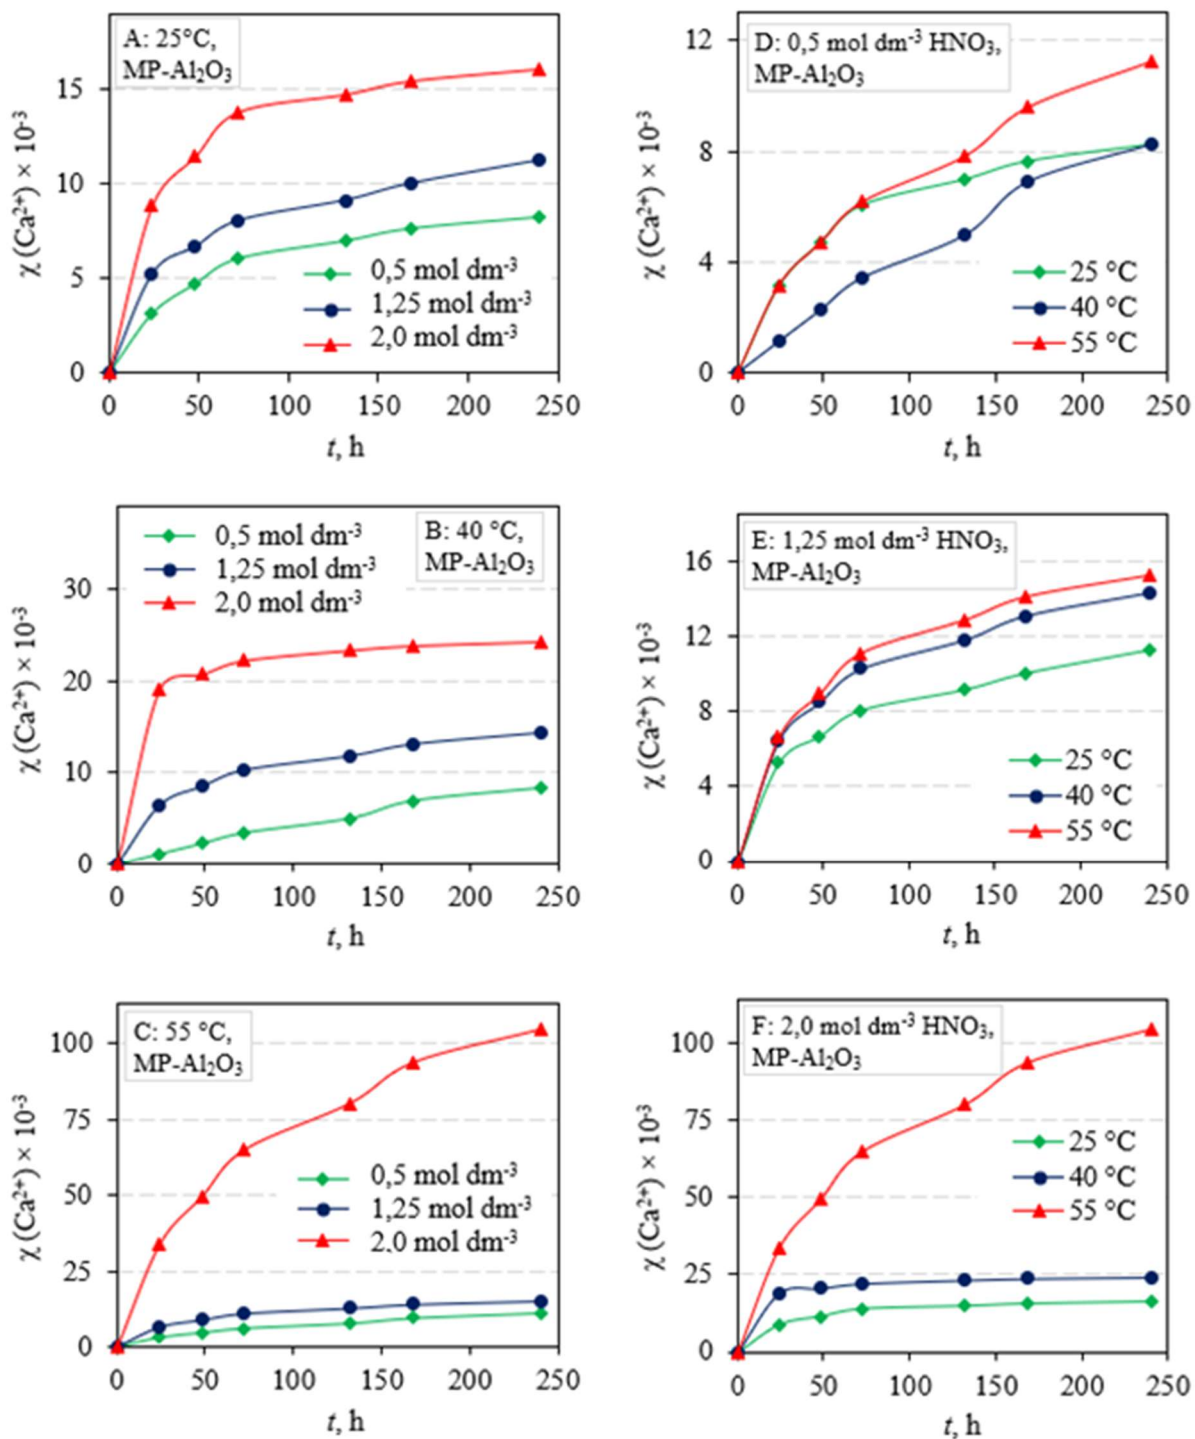 A: 25°C,
MP-Al₂O₃
χ (Ca²⁺) × 10⁻³
15
10
5
0
0,5 mol dm⁻³
1,25 mol dm⁻³
2,0 mol dm⁻³
0 50 100 150 200 250
t, h
D: 0,5 mol dm⁻³ HNO₃,
MP-Al₂O₃
χ (Ca²⁺) × 10⁻³
12
8
4
0
25 °C
40 °C
55 °C
0 50 100 150 200 250
t, h
B: 40 °C,
MP-Al₂O₃
χ (Ca²⁺) × 10⁻³
30
20
10
0
0,5 mol dm⁻³
1,25 mol dm⁻³
2,0 mol dm⁻³
0 50 100 150 200 250
t, h
E: 1,25 mol dm⁻³ HNO₃,
MP-Al₂O₃
χ (Ca²⁺) × 10⁻³
16
12
8
4
0
25 °C
40 °C
55 °C
0 50 100 150 200 250
t, h
C: 55 °C,
MP-Al₂O₃
χ (Ca²⁺) × 10⁻³
100
75
50
25
0
0,5 mol dm⁻³
1,25 mol dm⁻³
2,0 mol dm⁻³
0 50 100 150 200 250
t, h
F: 2,0 mol dm⁻³ HNO₃,
MP-Al₂O₃
χ (Ca²⁺) × 10⁻³
100
75
50
25
0
25 °C
40 °C
55 °C
0 50 100 150 200 250
t, h